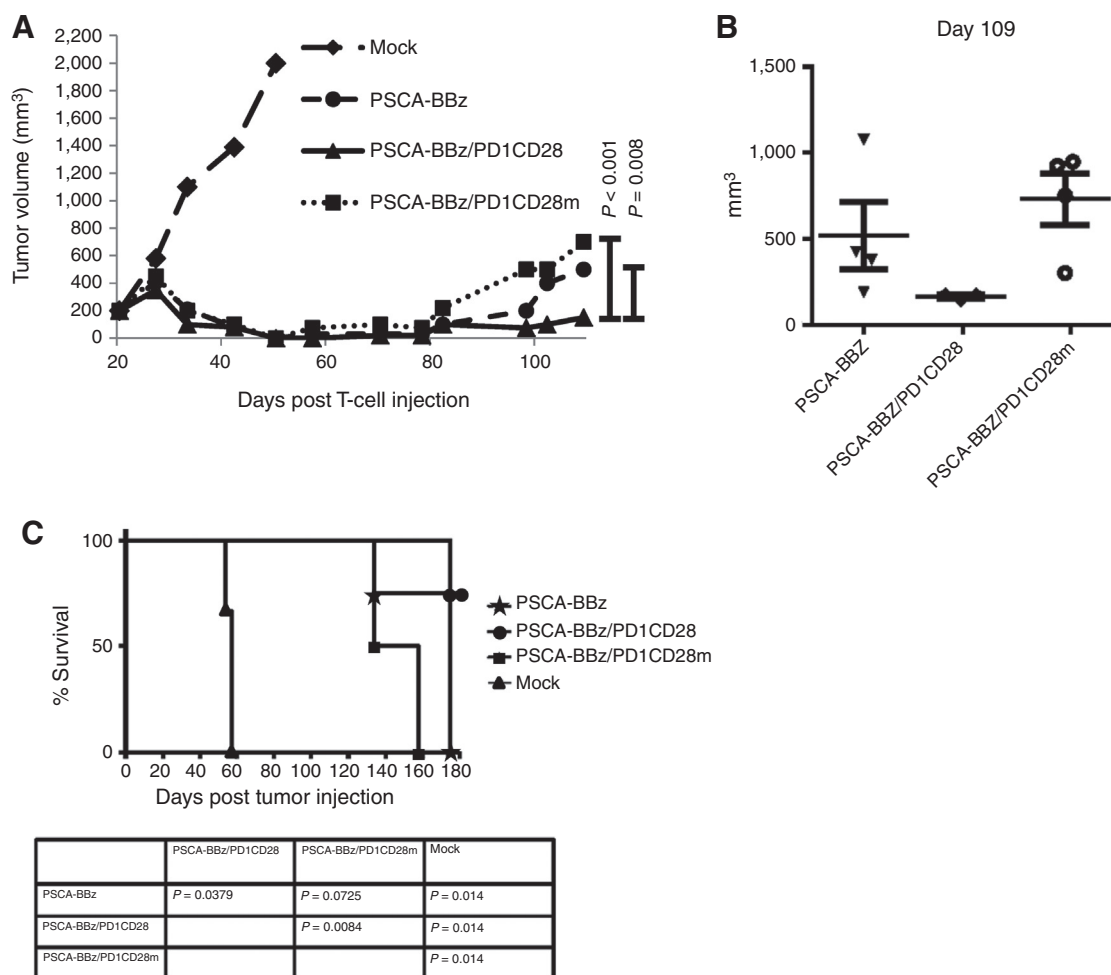 A
2,200
2,000
1,800
1,600
1,400
1,200
1,000
800
600
400
200
0
Tumor volume (mm³)
20 40 60 80 100
Days post T-cell injection
Mock
PSCA-BBz
PSCA-BBz/PD1CD28
PSCA-BBz/PD1CD28m
P < 0.001
P = 0.008
B
Day 109
1,500
1,000
500
0
mm³
PSCA-BBZ
PSCA-BBZ/PD1CD28
PSCA-BBZ/PD1CD28m
C
100
50
0
% Survival
0 20 40 60 80 100 120 140 160 180
Days post tumor injection
PSCA-BBz
PSCA-BBz/PD1CD28
PSCA-BBz/PD1CD28m
Mock
PSCA-BBz/PD1CD28 PSCA-BBz/PD1CD28m Mock
PSCA-BBz P = 0.0379 P = 0.0725 P = 0.014
PSCA-BBz/PD1CD28 P = 0.0084 P = 0.014
PSCA-BBz/PD1CD28m P = 0.014